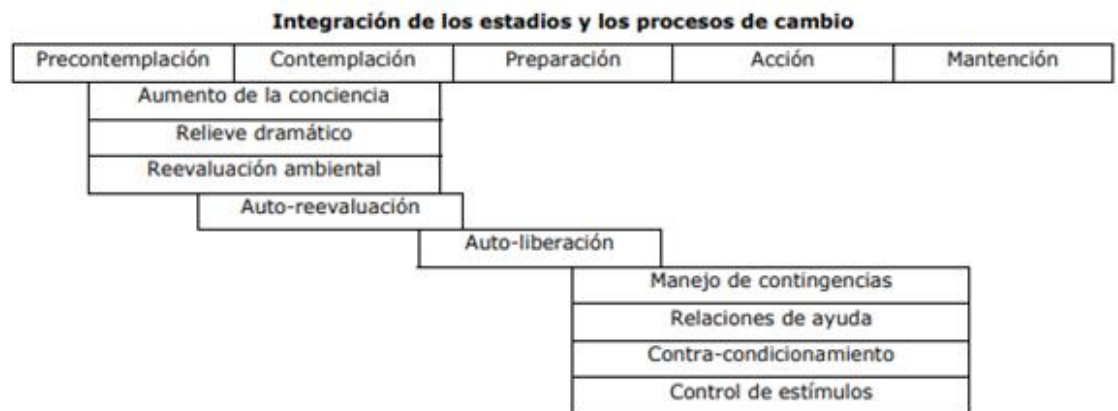 Integración de los estadios y los procesos de cambio
Precontemplación Contemplación Preparación Acción Mantención
Aumento de la conciencia
Relieve dramático
Reevaluación ambiental
Auto-reevaluación
Auto-liberación
Manejo de contingencias
Relaciones de ayuda
Contra-condicionamiento
Control de estímulos